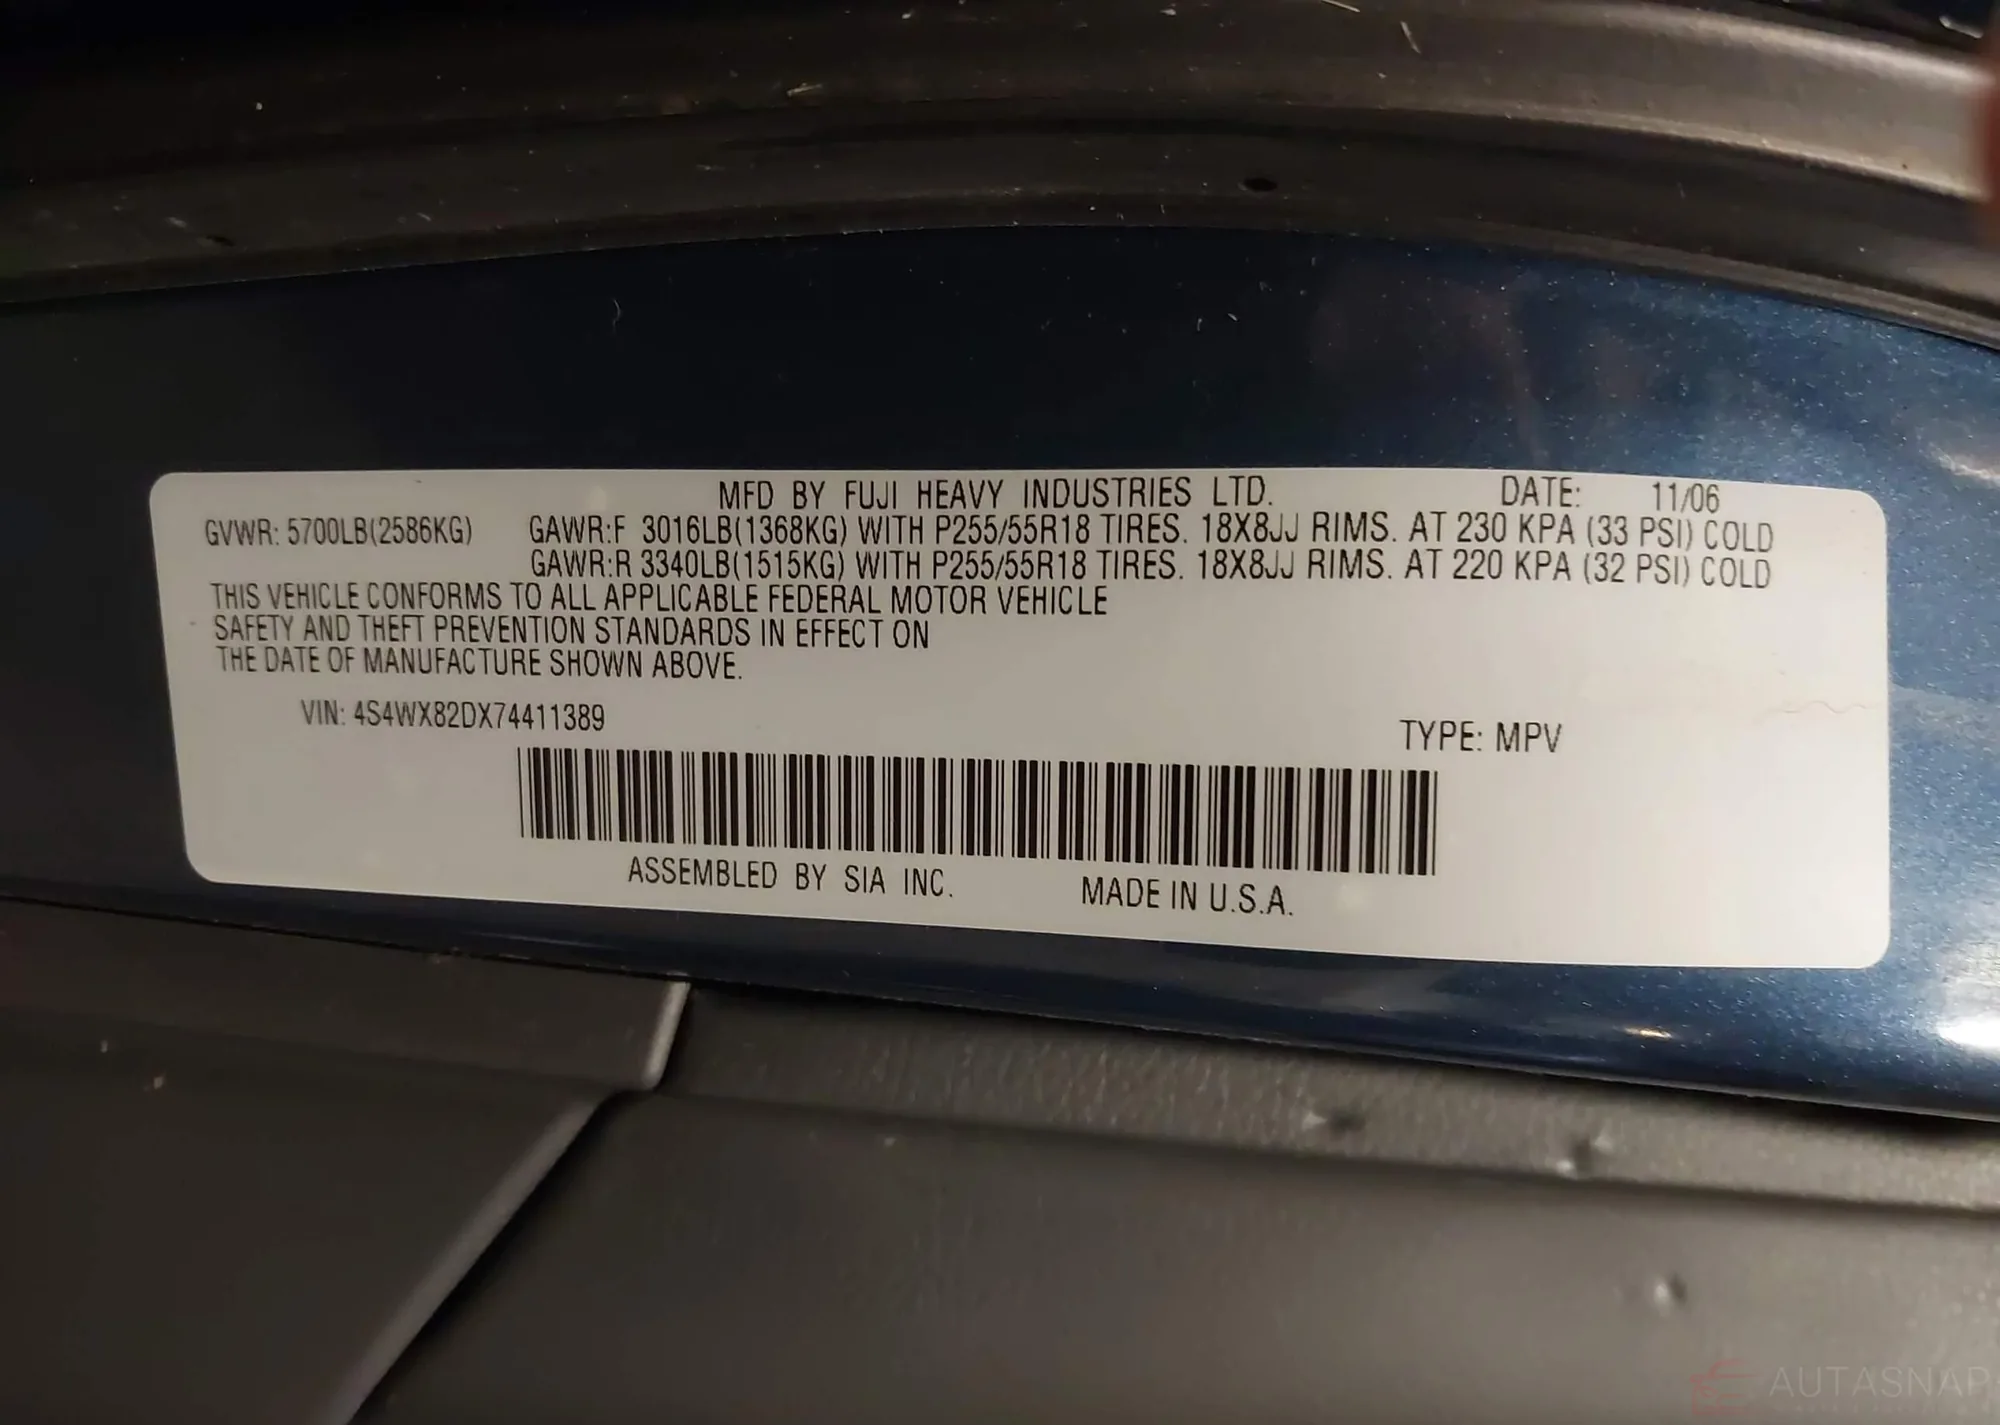 MFD BY FUJI HEAVY INDUSTRIES LTD. DATE: 11/06
GVWR: 5700LB(2586KG) GAWR:F 3016LB(1368KG) WITH P255/55R18 TIRES. 18X8JJ RIMS. AT 230 KPA (33 PSI) COLD
GAWR:R 3340LB(1515KG) WITH P255/55R18 TIRES. 18X8JJ RIMS. AT 220 KPA (32 PSI) COLD
THIS VEHICLE CONFORMS TO ALL APPLICABLE FEDERAL MOTOR VEHICLE
SAFETY AND THEFT PREVENTION STANDARDS IN EFFECT ON
THE DATE OF MANUFACTURE SHOWN ABOVE.
VIN: 4S4WX82DX74411389 TYPE: MPV
ASSEMBLED BY SIA INC. MADE IN U.S.A.
AUTASNAP